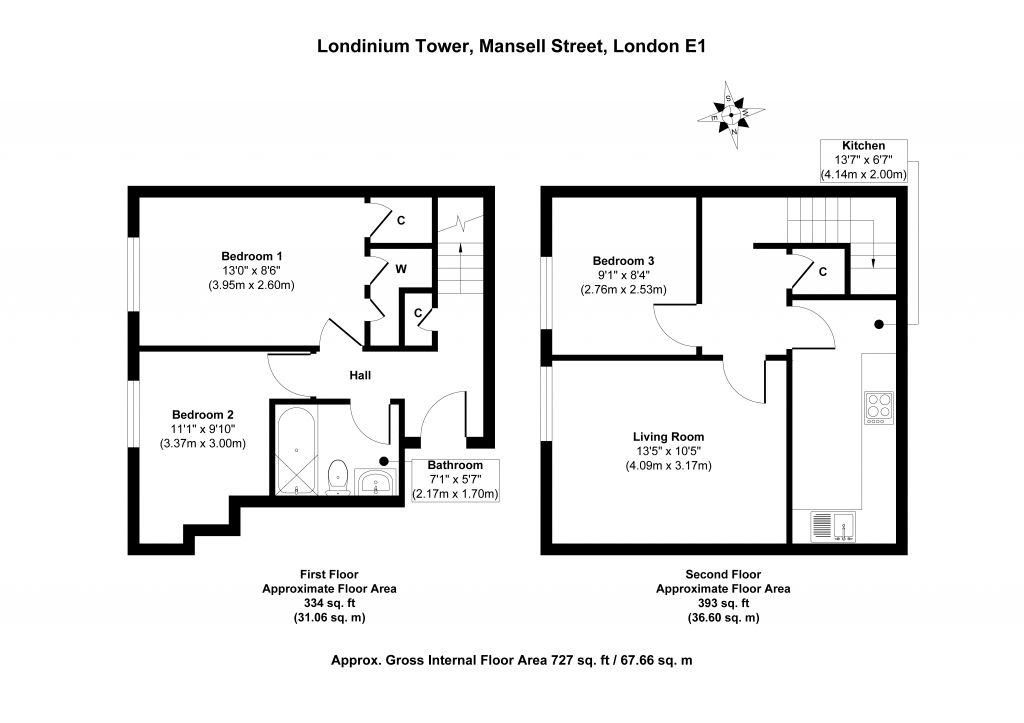 Londinium Tower, Mansell Street, London E1
S
W
E
N
Kitchen
13'7" x 6'7"
(4.14m x 2.00m)
C
Bedroom 1
13'0" x 8'6"
(3.95m x 2.60m)
W
C
Bedroom 3
9'1" x 8'4"
(2.76m x 2.53m)
C
Hall
Bedroom 2
11'1" x 9'10"
(3.37m x 3.00m)
Bathroom
7'1" x 5'7"
(2.17m x 1.70m)
Living Room
13'5" x 10'5"
(4.09m x 3.17m)
First Floor
Approximate Floor Area
334 sq. ft
(31.06 sq. m)
Second Floor
Approximate Floor Area
393 sq. ft
(36.60 sq. m)
Approx. Gross Internal Floor Area 727 sq. ft / 67.66 sq. m